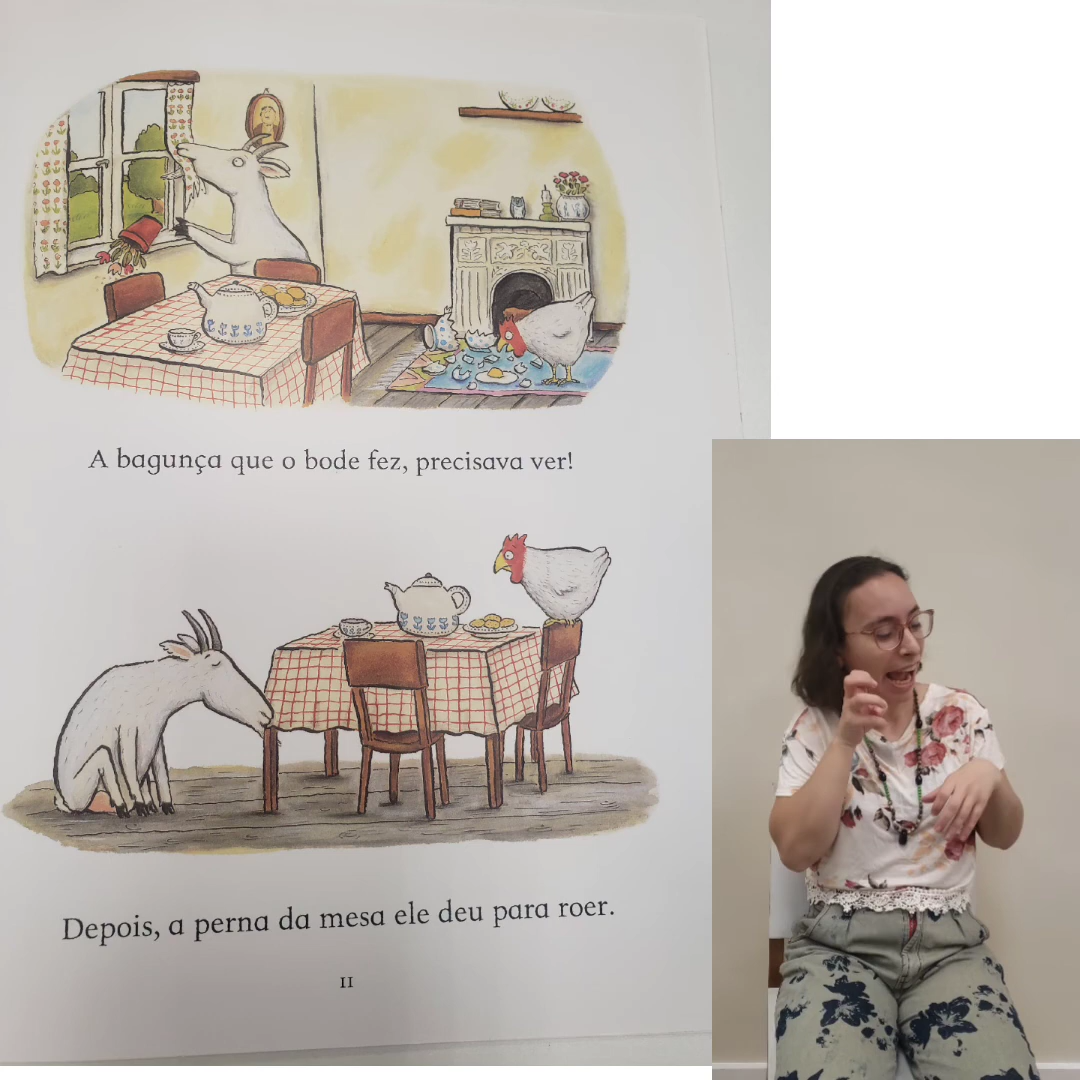 A bagunça que o bode fez, precisava ver!
Depois, a perna da mesa ele deu para roer.
11